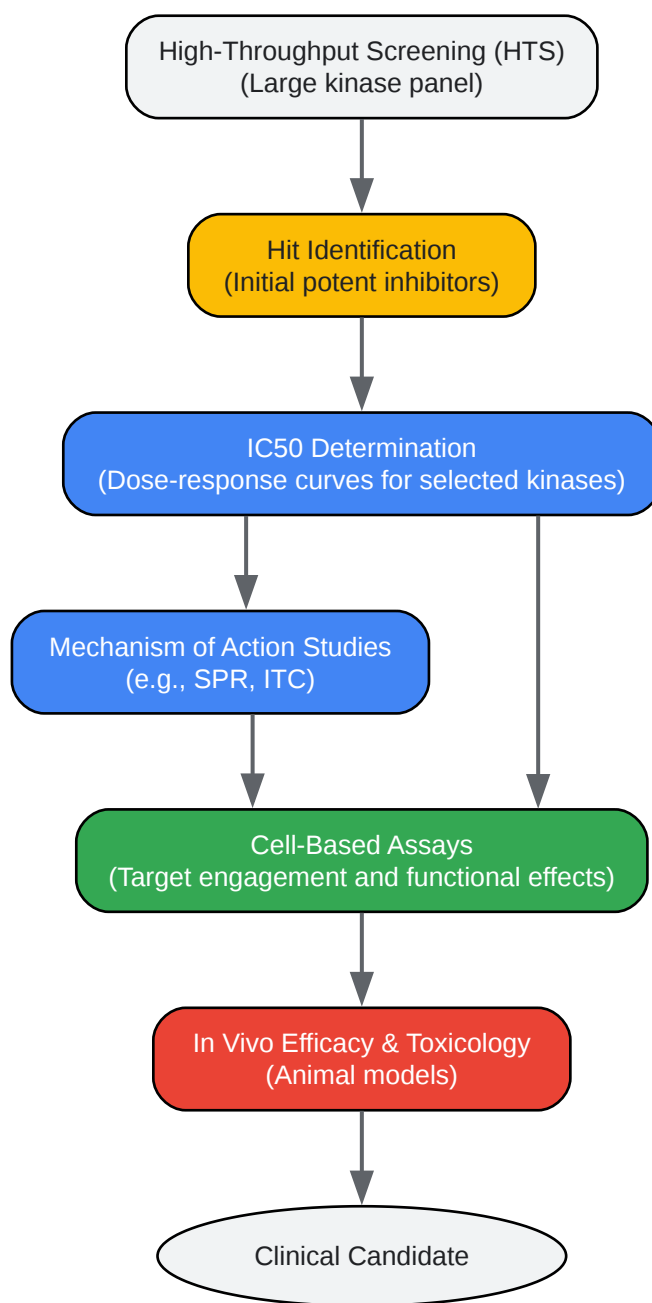 High-Throughput Screening (HTS)
(Large kinase panel)
Hit Identification
(Initial potent inhibitors)
IC50 Determination
(Dose-response curves for selected kinases)
Mechanism of Action Studies
(e.g., SPR, ITC)
Cell-Based Assays
(Target engagement and functional effects)
In Vivo Efficacy & Toxicology
(Animal models)
Clinical Candidate